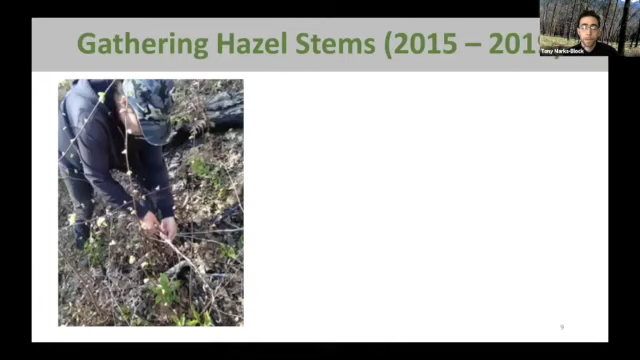 Gathering Hazel Stems (2015 – 201
Tony Marks-Block
9